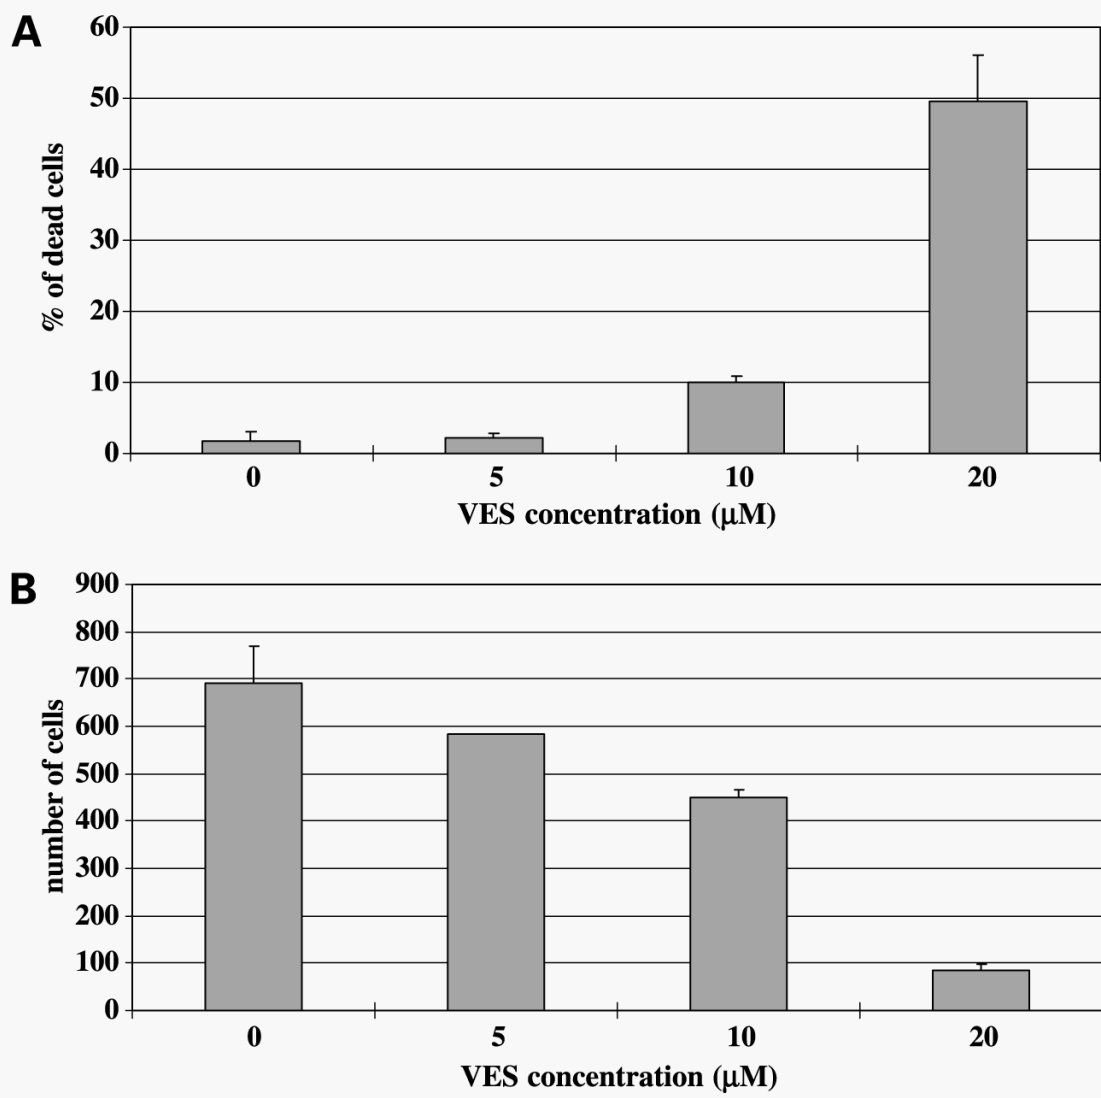 A
60
50
40
30
20
10
0
% of dead cells
0 5 10 20
VES concentration (μM)
B
900
800
700
600
500
400
300
200
100
0
number of cells
0 5 10 20
VES concentration (μM)